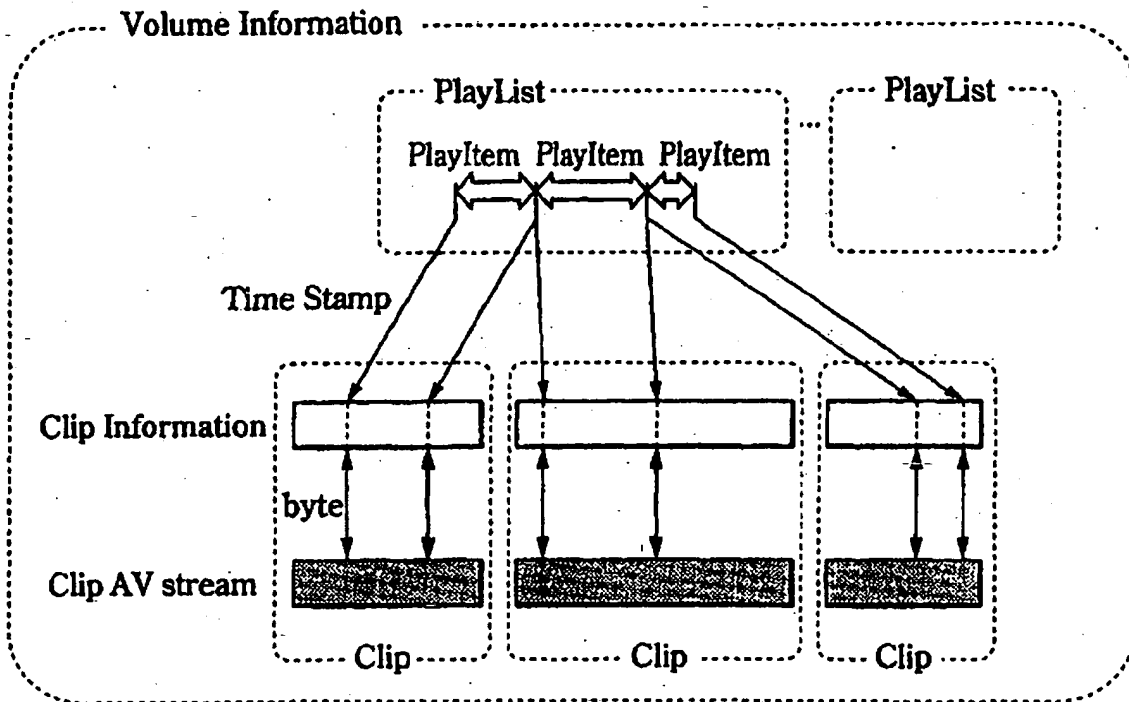 Volume Information
PlayList
PlayList
...
PlayItem PlayItem PlayItem
Time Stamp
Clip Information
byte
Clip AV stream
Clip
Clip
Clip